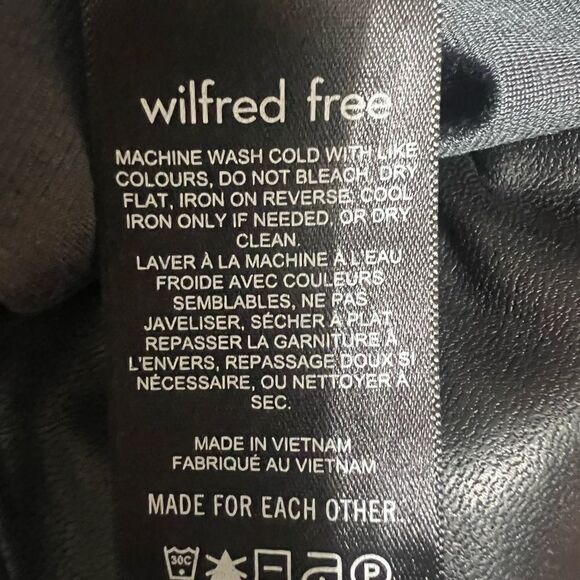 wilfred free
MACHINE WASH COLD WITH LIKE
COLOURS, DO NOT BLEACH, DRY
FLAT, IRON ON REVERSE, COOL
IRON ONLY IF NEEDED, OR DRY
CLEAN.
LAVER À LA MACHINE À L'EAU
FROIDE AVEC COULEURS
SEMBLABLES, NE PAS
JAVELISER, SÉCHER À PLAT,
REPASSER LA GARNITURE À
L'ENVERS, REPASSAGE DOUX SI
NÉCESSAIRE, OU NETTOYER À
SEC.
MADE IN VIETNAM
FABRIQUÉ AU VIETNAM
MADE FOR EACH OTHER.
30C P